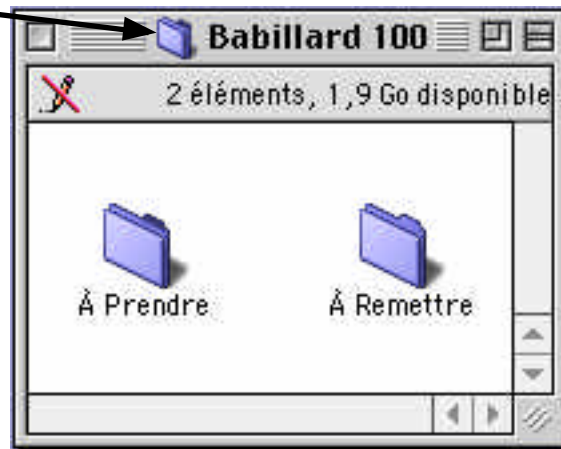 Babillard 100
2 éléments, 1,9 Go disponible
À Prendre
À Remettre